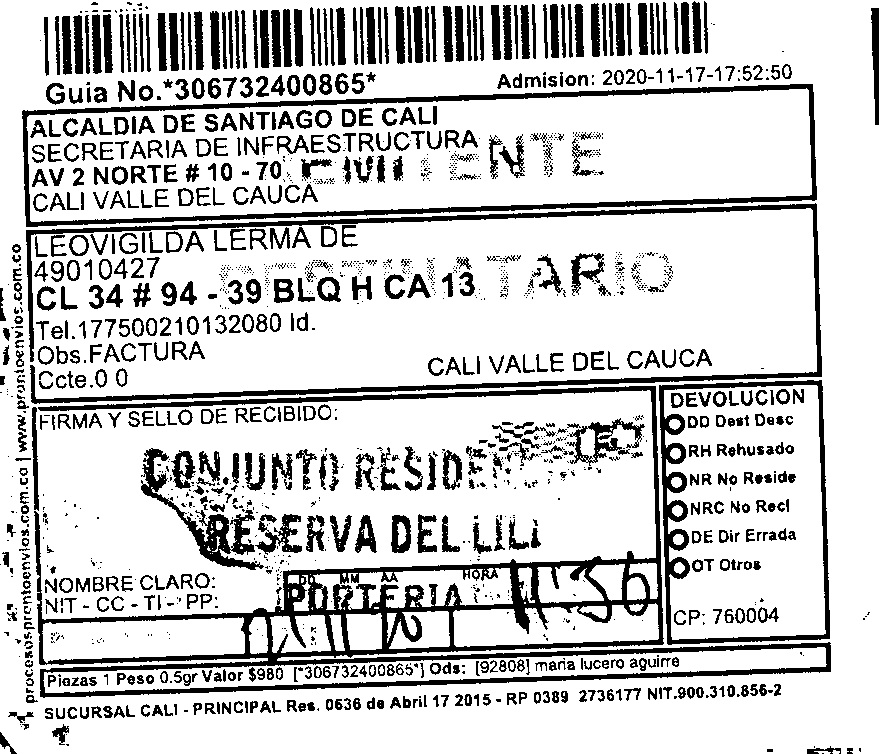 Guia No.*306732400865*
Admision: 2020-11-17-17:52:50
ALCALDIA DE SANTIAGO DE CALI
SECRETARIA DE INFRAESTRUCTURA
AV 2 NORTE # 10 - 70
CALI VALLE DEL CAUCA
LEOVIGILDA LERMA DE
49010427
DESTINATARIO
CL 34 # 94 - 39 BLQ H CA 13
Tel.177500210132080 Id.
Obs.FACTURA
CALI VALLE DEL CAUCA
Ccte.0 0
FIRMA Y SELLO DE RECIBIDO:
CONJUNTO
RESERVA DEL LILI
PORTERIA
DD MM AA HORA
11:36
NOMBRE CLARO:
NIT - CC - TI - PP:
DEVOLUCION
DD Dest Desc
RH Rehusado
NR No Reside
NRC No Recl
DE Dir Errada
OT Otros
CP: 760004
Piezas 1 Peso 0.5gr Valor $980 [*306732400865*] Ods: [92808] maria lucero aguirre
SUCURSAL CALI - PRINCIPAL Res. 0636 de Abril 17 2015 - RP 0389 2736177 NIT.900.310.856-2
procesosprontoenvios.com.co | www.prontoenvios.com.co